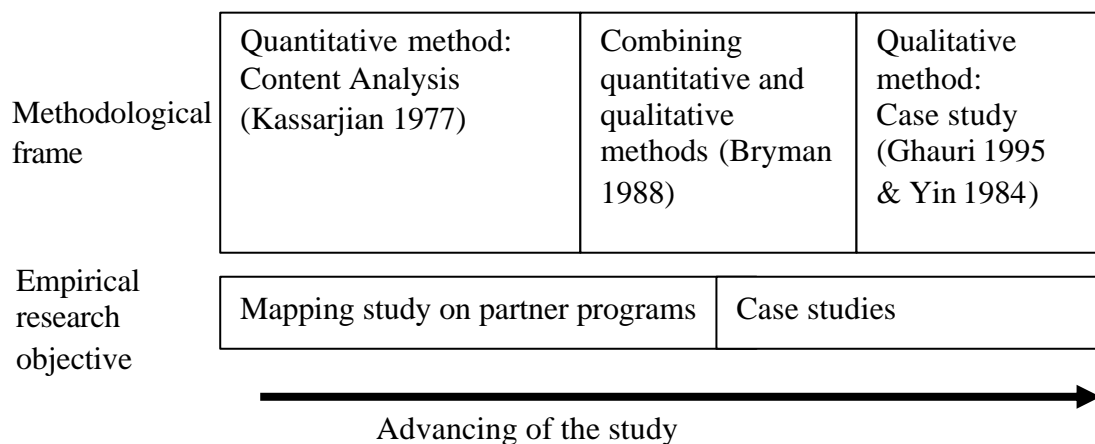 Methodological
frame
Quantitative method:
Content Analysis
(Kassarjian 1977)
Combining
quantitative and
qualitative
methods (Bryman
1988)
Qualitative
method:
Case study
(Ghauri 1995
& Yin 1984)
Empirical
research
objective
Mapping study on partner programs
Case studies
Advancing of the study